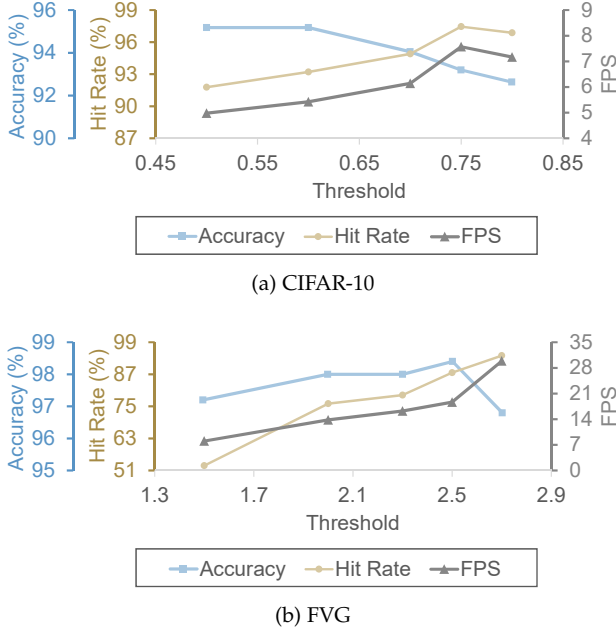 96
94
92
90
Accuracy (%)
99
96
93
90
87
Hit Rate (%)
9
8
7
6
5
4
FPS
0.45 0.55 0.65 0.75 0.85
Threshold
Accuracy Hit Rate FPS
(a) CIFAR-10
99
98
97
96
95
Accuracy (%)
99
87
75
63
51
Hit Rate (%)
35
28
21
14
7
0
FPS
1.3 1.7 2.1 2.5 2.9
Threshold
Accuracy Hit Rate FPS
(b) FVG